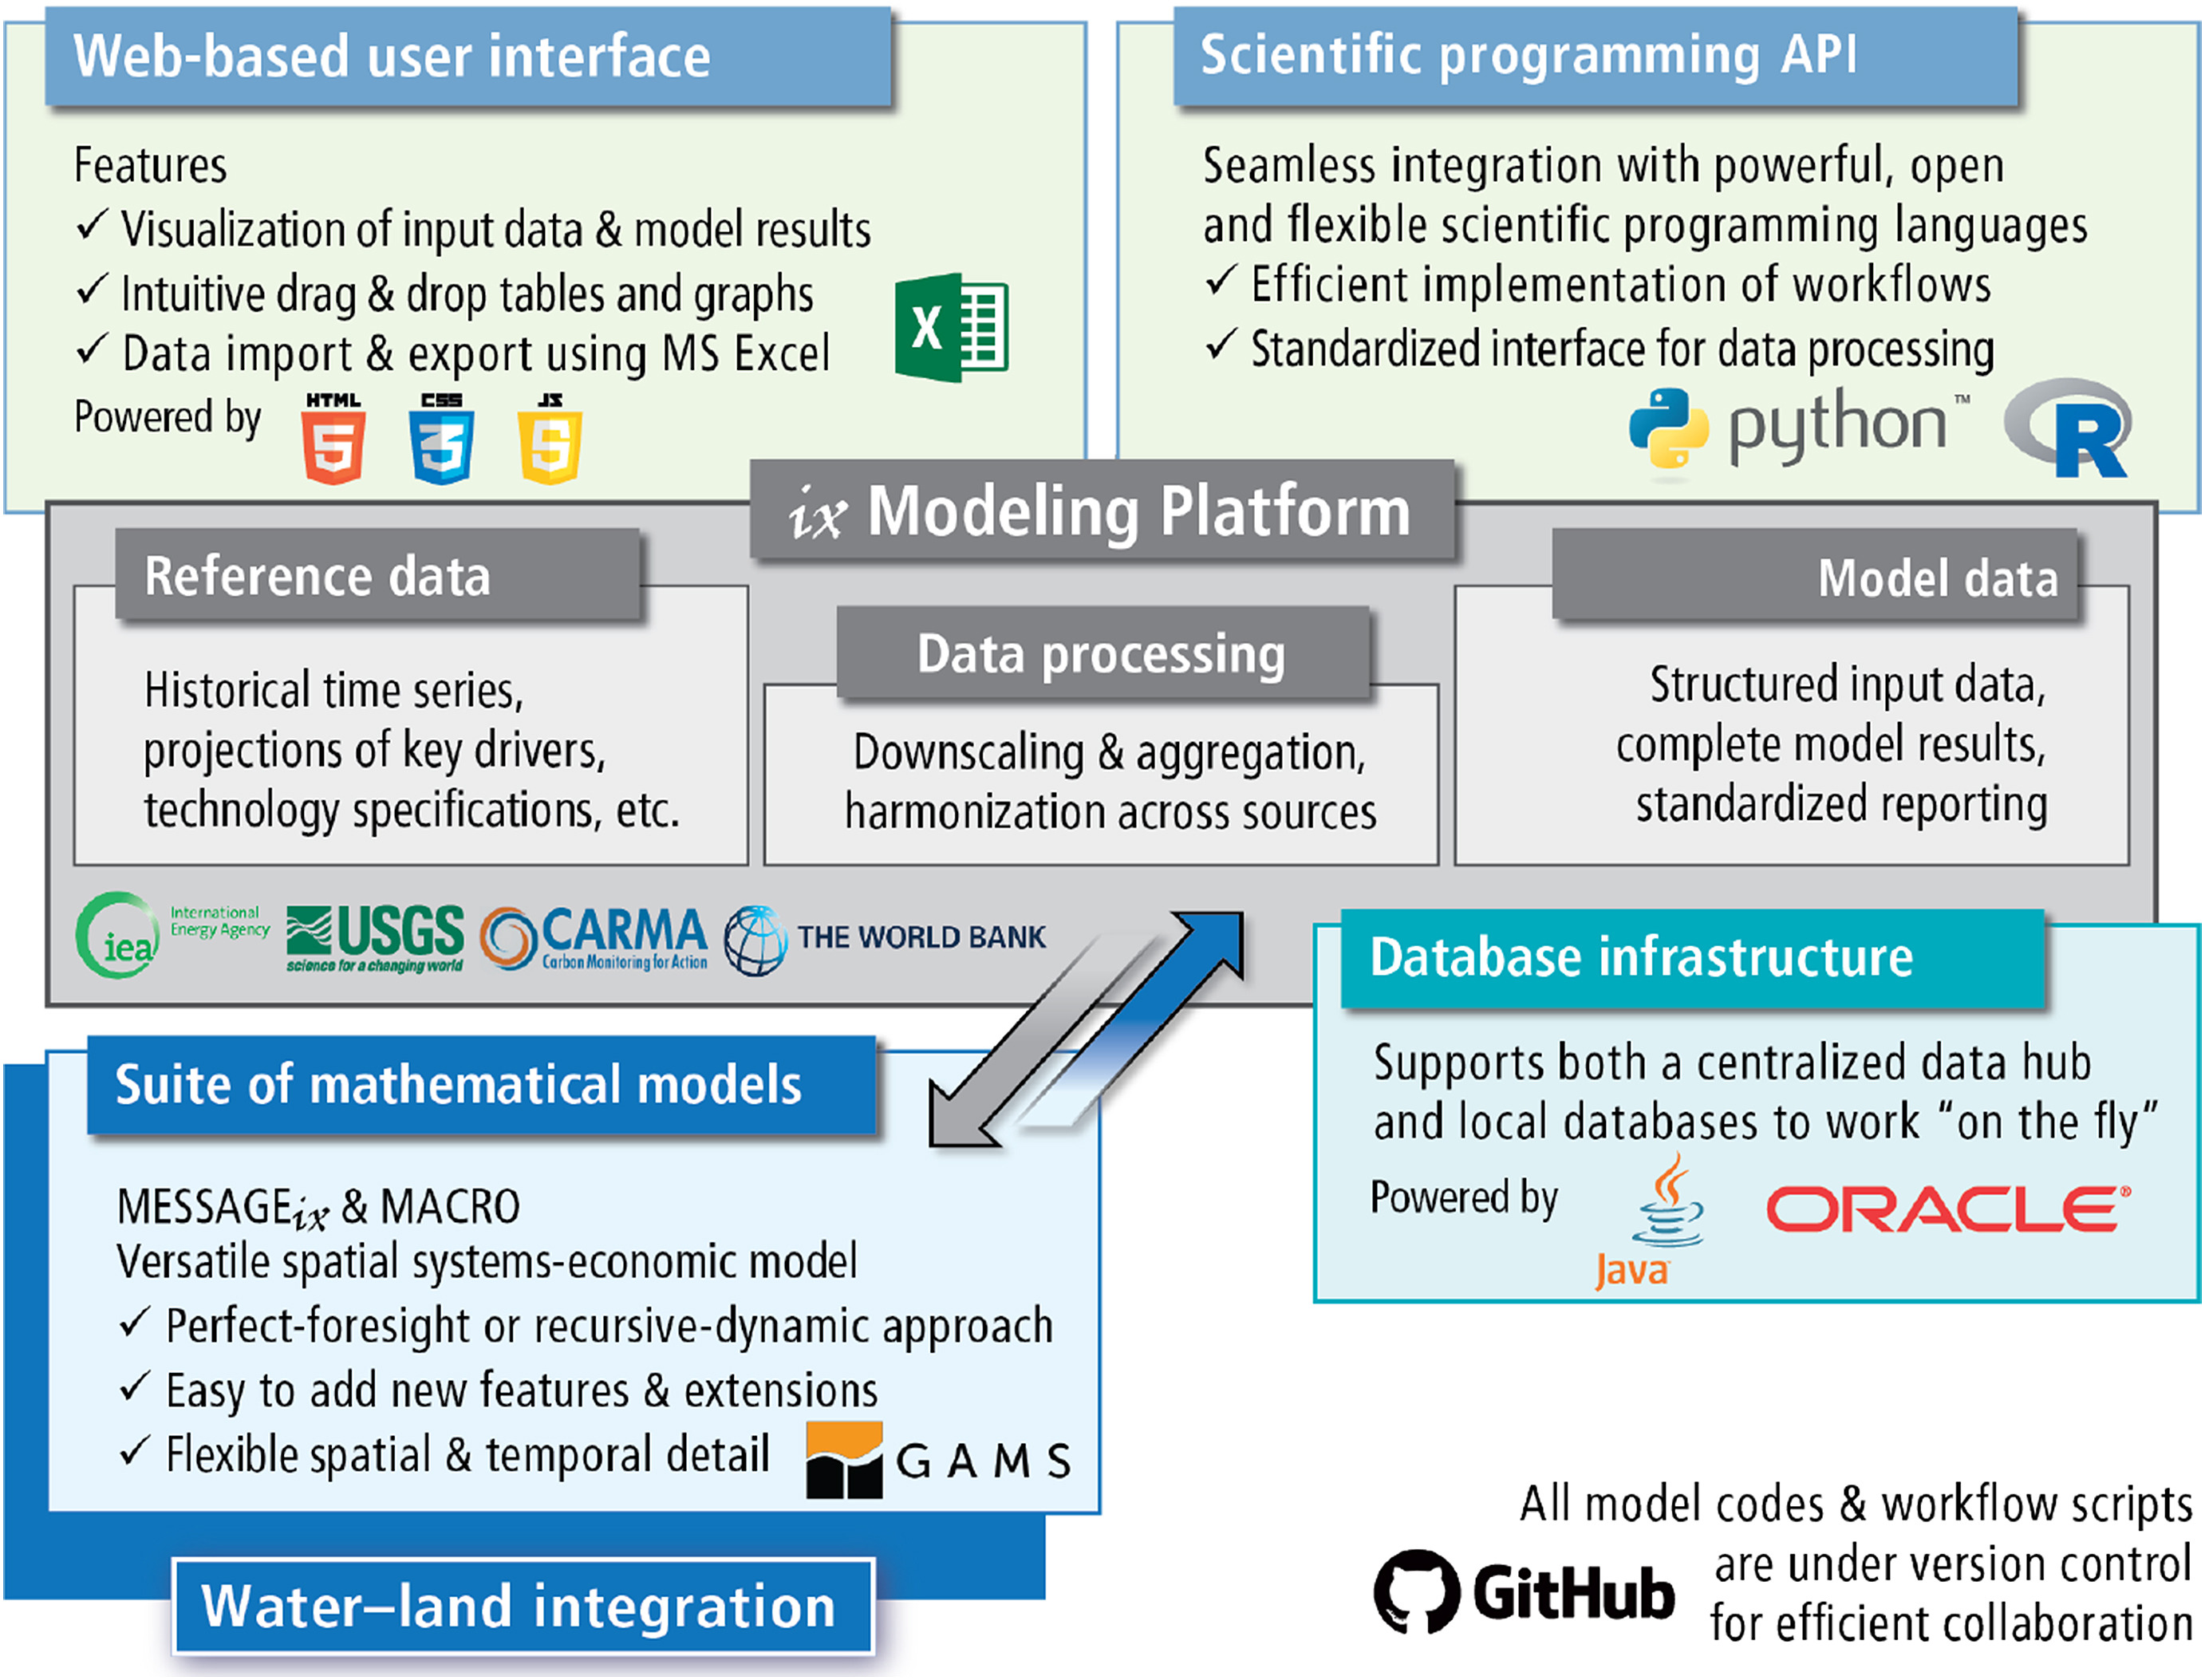 Web-based user interface
Features
✓ Visualization of input data & model results
✓ Intuitive drag & drop tables and graphs
✓ Data import & export using MS Excel
X
Powered by
HTML
5
CSS
3
JS
5
Scientific programming API
Seamless integration with powerful, open
and flexible scientific programming languages
✓ Efficient implementation of workflows
✓ Standardized interface for data processing
python™
R
ix Modeling Platform
Reference data
Historical time series,
projections of key drivers,
technology specifications, etc.
Data processing
Downscaling & aggregation,
harmonization across sources
Model data
Structured input data,
complete model results,
standardized reporting
iea
International
Energy Agency
USGS
science for a changing world
CARMA
Carbon Monitoring for Action
THE WORLD BANK
Database infrastructure
Supports both a centralized data hub
and local databases to work “on the fly”
Powered by
Java™
ORACLE®
Suite of mathematical models
MESSAGEix & MACRO
Versatile spatial systems-economic model
✓ Perfect-foresight or recursive-dynamic approach
✓ Easy to add new features & extensions
✓ Flexible spatial & temporal detail
GAMS
Water–land integration
All model codes & workflow scripts
are under version control
for efficient collaboration
GitHub